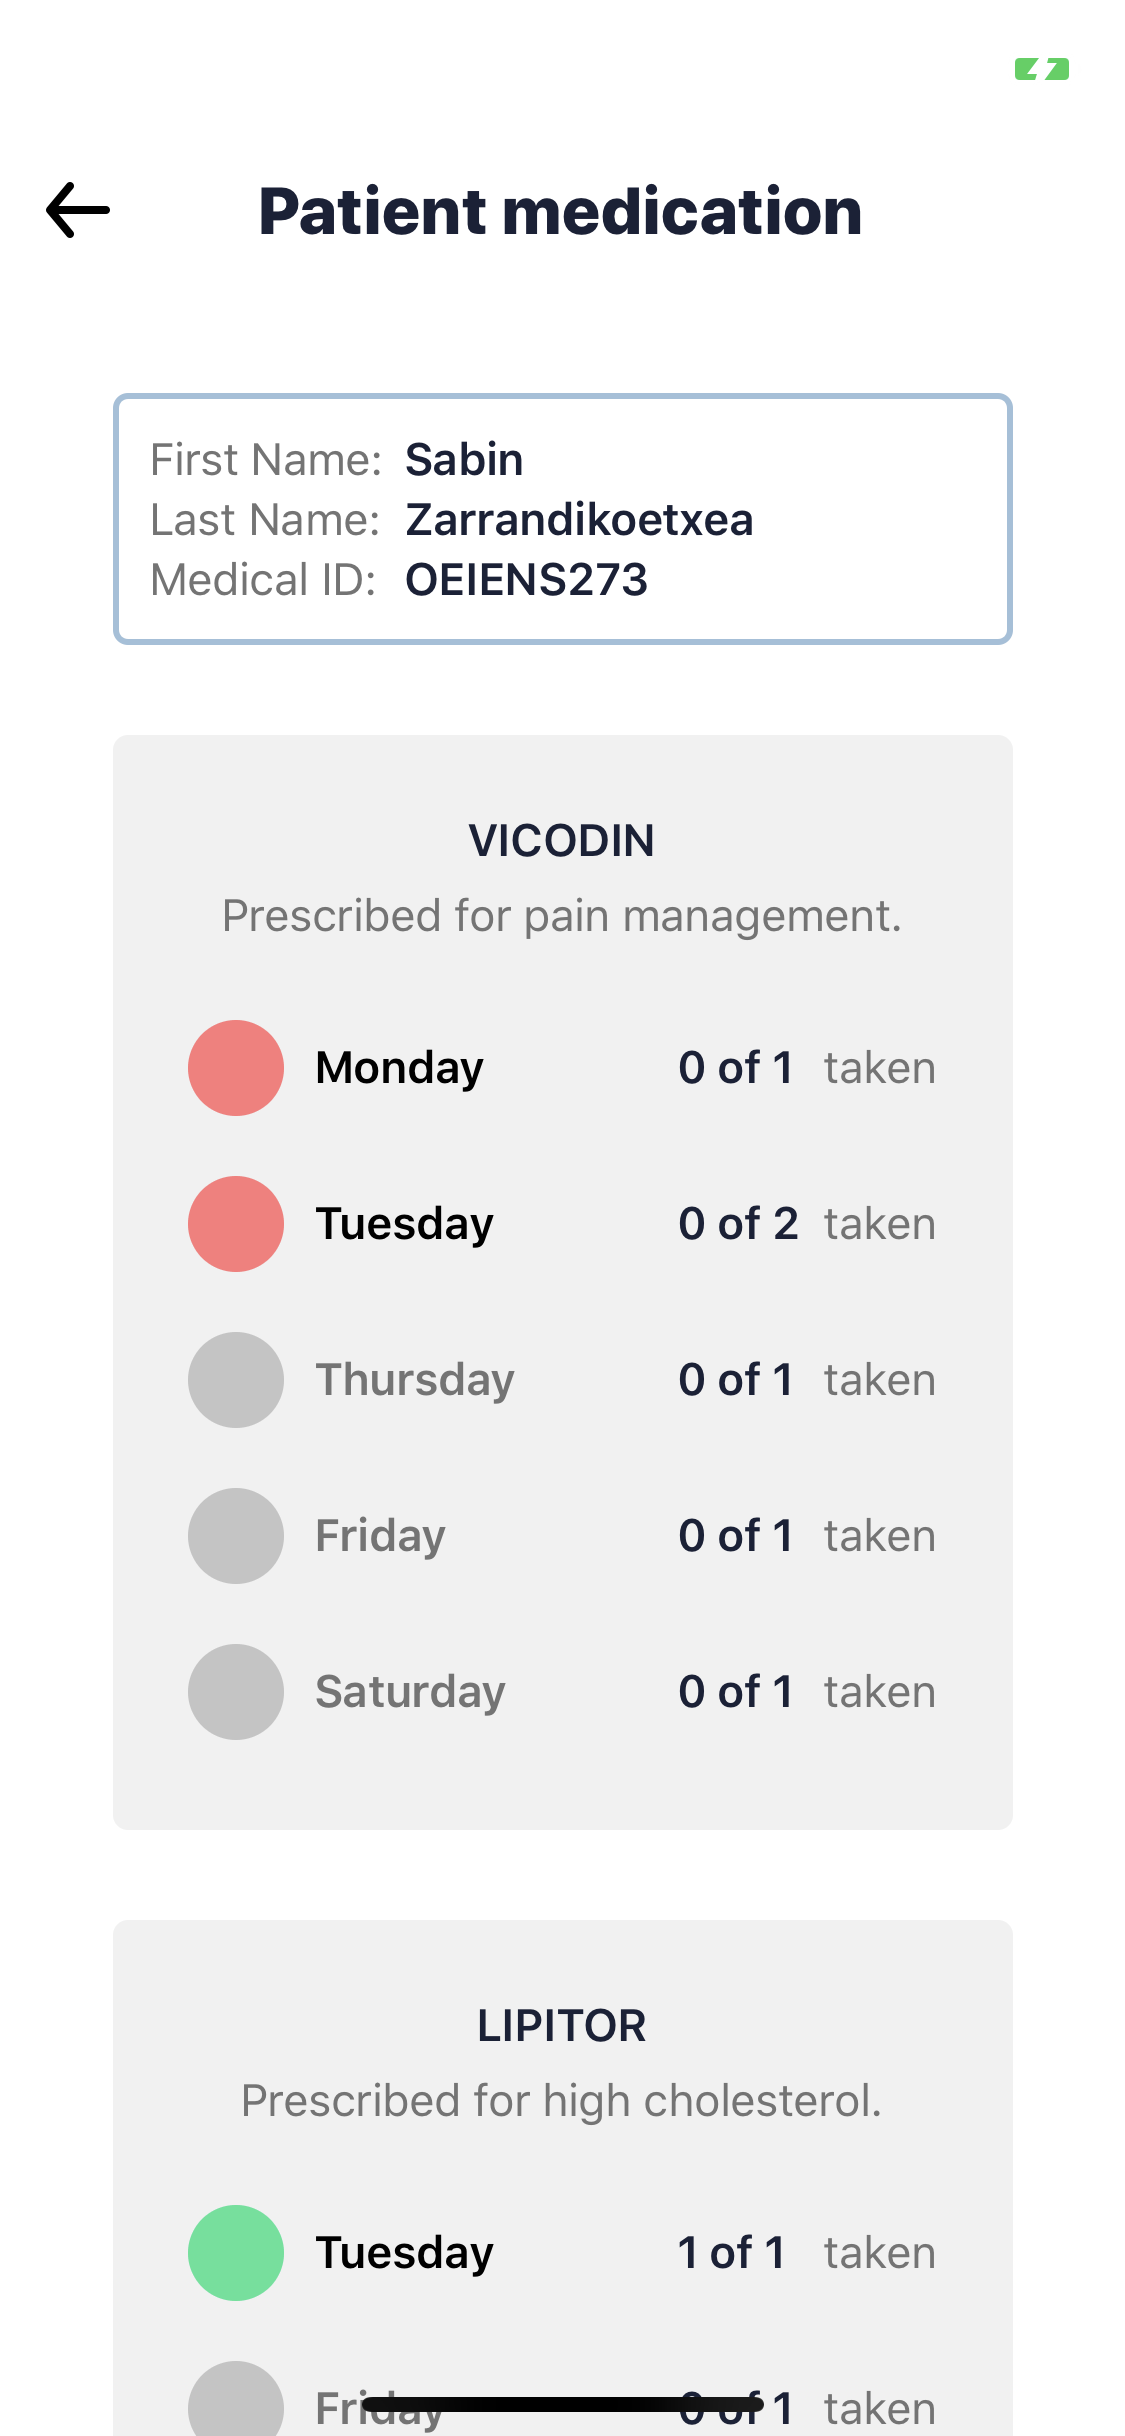 Patient medication
First Name: Sabin
Last Name: Zarrandikoetxea
Medical ID: OEIENS273
VICODIN
Prescribed for pain management.
Monday 0 of 1 taken
Tuesday 0 of 2 taken
Thursday 0 of 1 taken
Friday 0 of 1 taken
Saturday 0 of 1 taken
LIPITOR
Prescribed for high cholesterol.
Tuesday 1 of 1 taken
Friday 0 of 1 taken